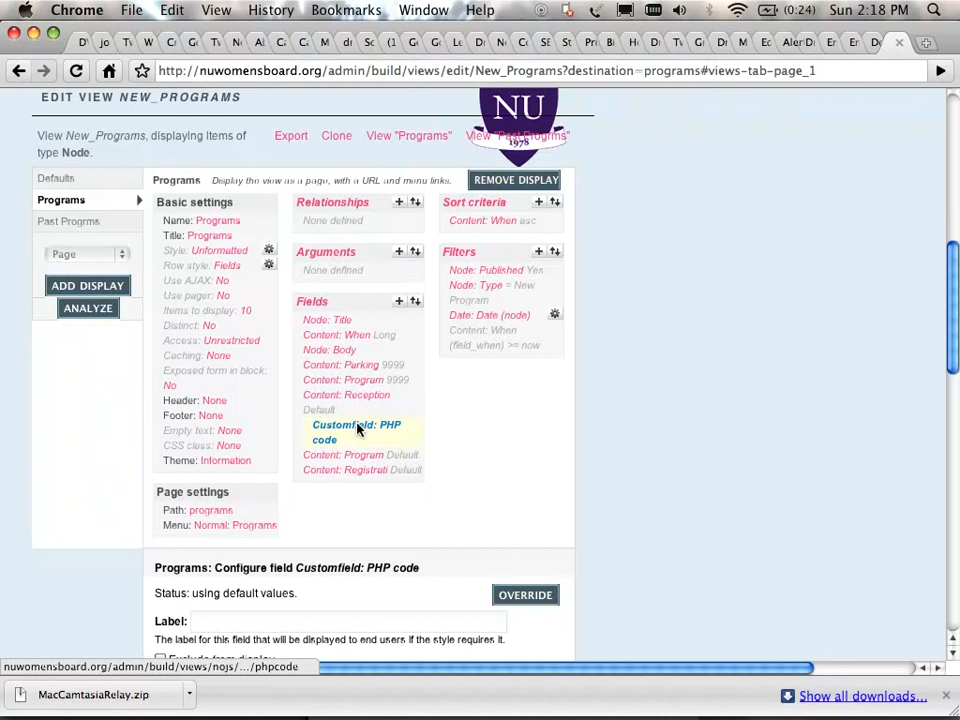 Chrome File Edit View History Bookmarks Window Help (0:24) Sun 2:18 PM
http://nuwomensboard.org/admin/build/views/edit/New_Programs?destination=programs#views-tab-page_1
EDIT VIEW NEW_PROGRAMS
NU
1978
View New_Programs, displaying items of
type Node.
Export Clone View "Programs" View "Past Progrms"
Defaults
Programs
Past Progrms
Page
ADD DISPLAY
ANALYZE
Programs Display the view as a page, with a URL and menu links.
REMOVE DISPLAY
Basic settings
Name: Programs
Title: Programs
Style: Unformatted
Row style: Fields
Use AJAX: No
Use pager: No
Items to display: 10
Distinct: No
Access: Unrestricted
Caching: None
Exposed form in block:
No
Header: None
Footer: None
Empty text: None
CSS class: None
Theme: Information
Page settings
Path: programs
Menu: Normal: Programs
Relationships
None defined
Arguments
None defined
Fields
Node: Title
Content: When Long
Node: Body
Content: Parking 9999
Content: Program 9999
Content: Reception
Default
Customfield: PHP
code
Content: Program Default
Content: Registrati Default
Sort criteria
Content: When asc
Filters
Node: Published Yes
Node: Type = New
Program
Date: Date (node)
Content: When
(field_when) >= now
Programs: Configure field Customfield: PHP code
Status: using default values.
OVERRIDE
Label:
The label for this field that will be displayed to end users if the style requires it.
nuwomensboard.org/admin/build/views/nojs/.../phpcode
MacCamtasiaRelay.zip
Show all downloads...